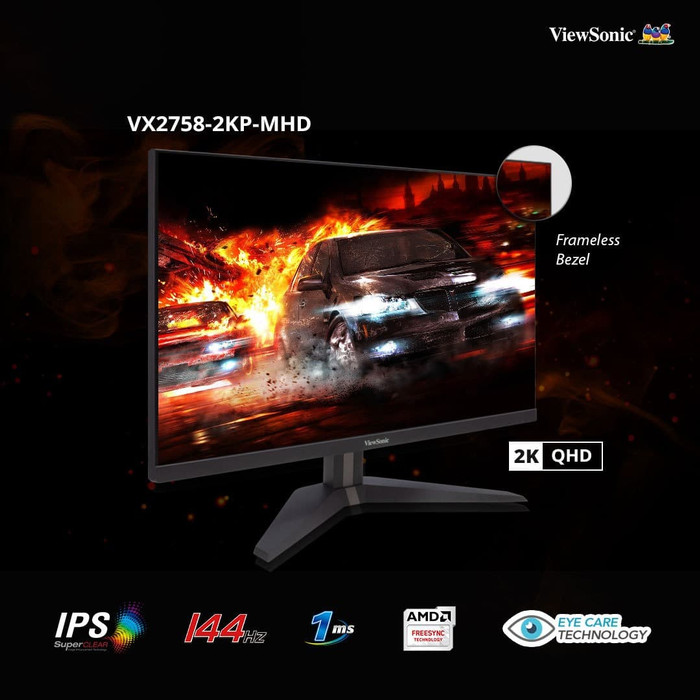 ViewSonic
VX2758-2KP-MHD
Frameless
Bezel
ViewSonic
2K QHD
IPS
SuperCLEAR
144Hz
1ms
AMD
FREESYNC
TECHNOLOGY
EYE CARE
TECHNOLOGY